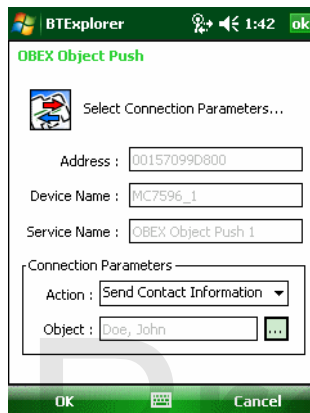 BTExplorer 1:42 ok
OBEX Object Push
Select Connection Parameters...
Address : 00157099D800
Device Name : MC7596_1
Service Name : OBEX Object Push 1
Connection Parameters
Action : Send Contact Information
Object : Doe, John ...
OK Cancel